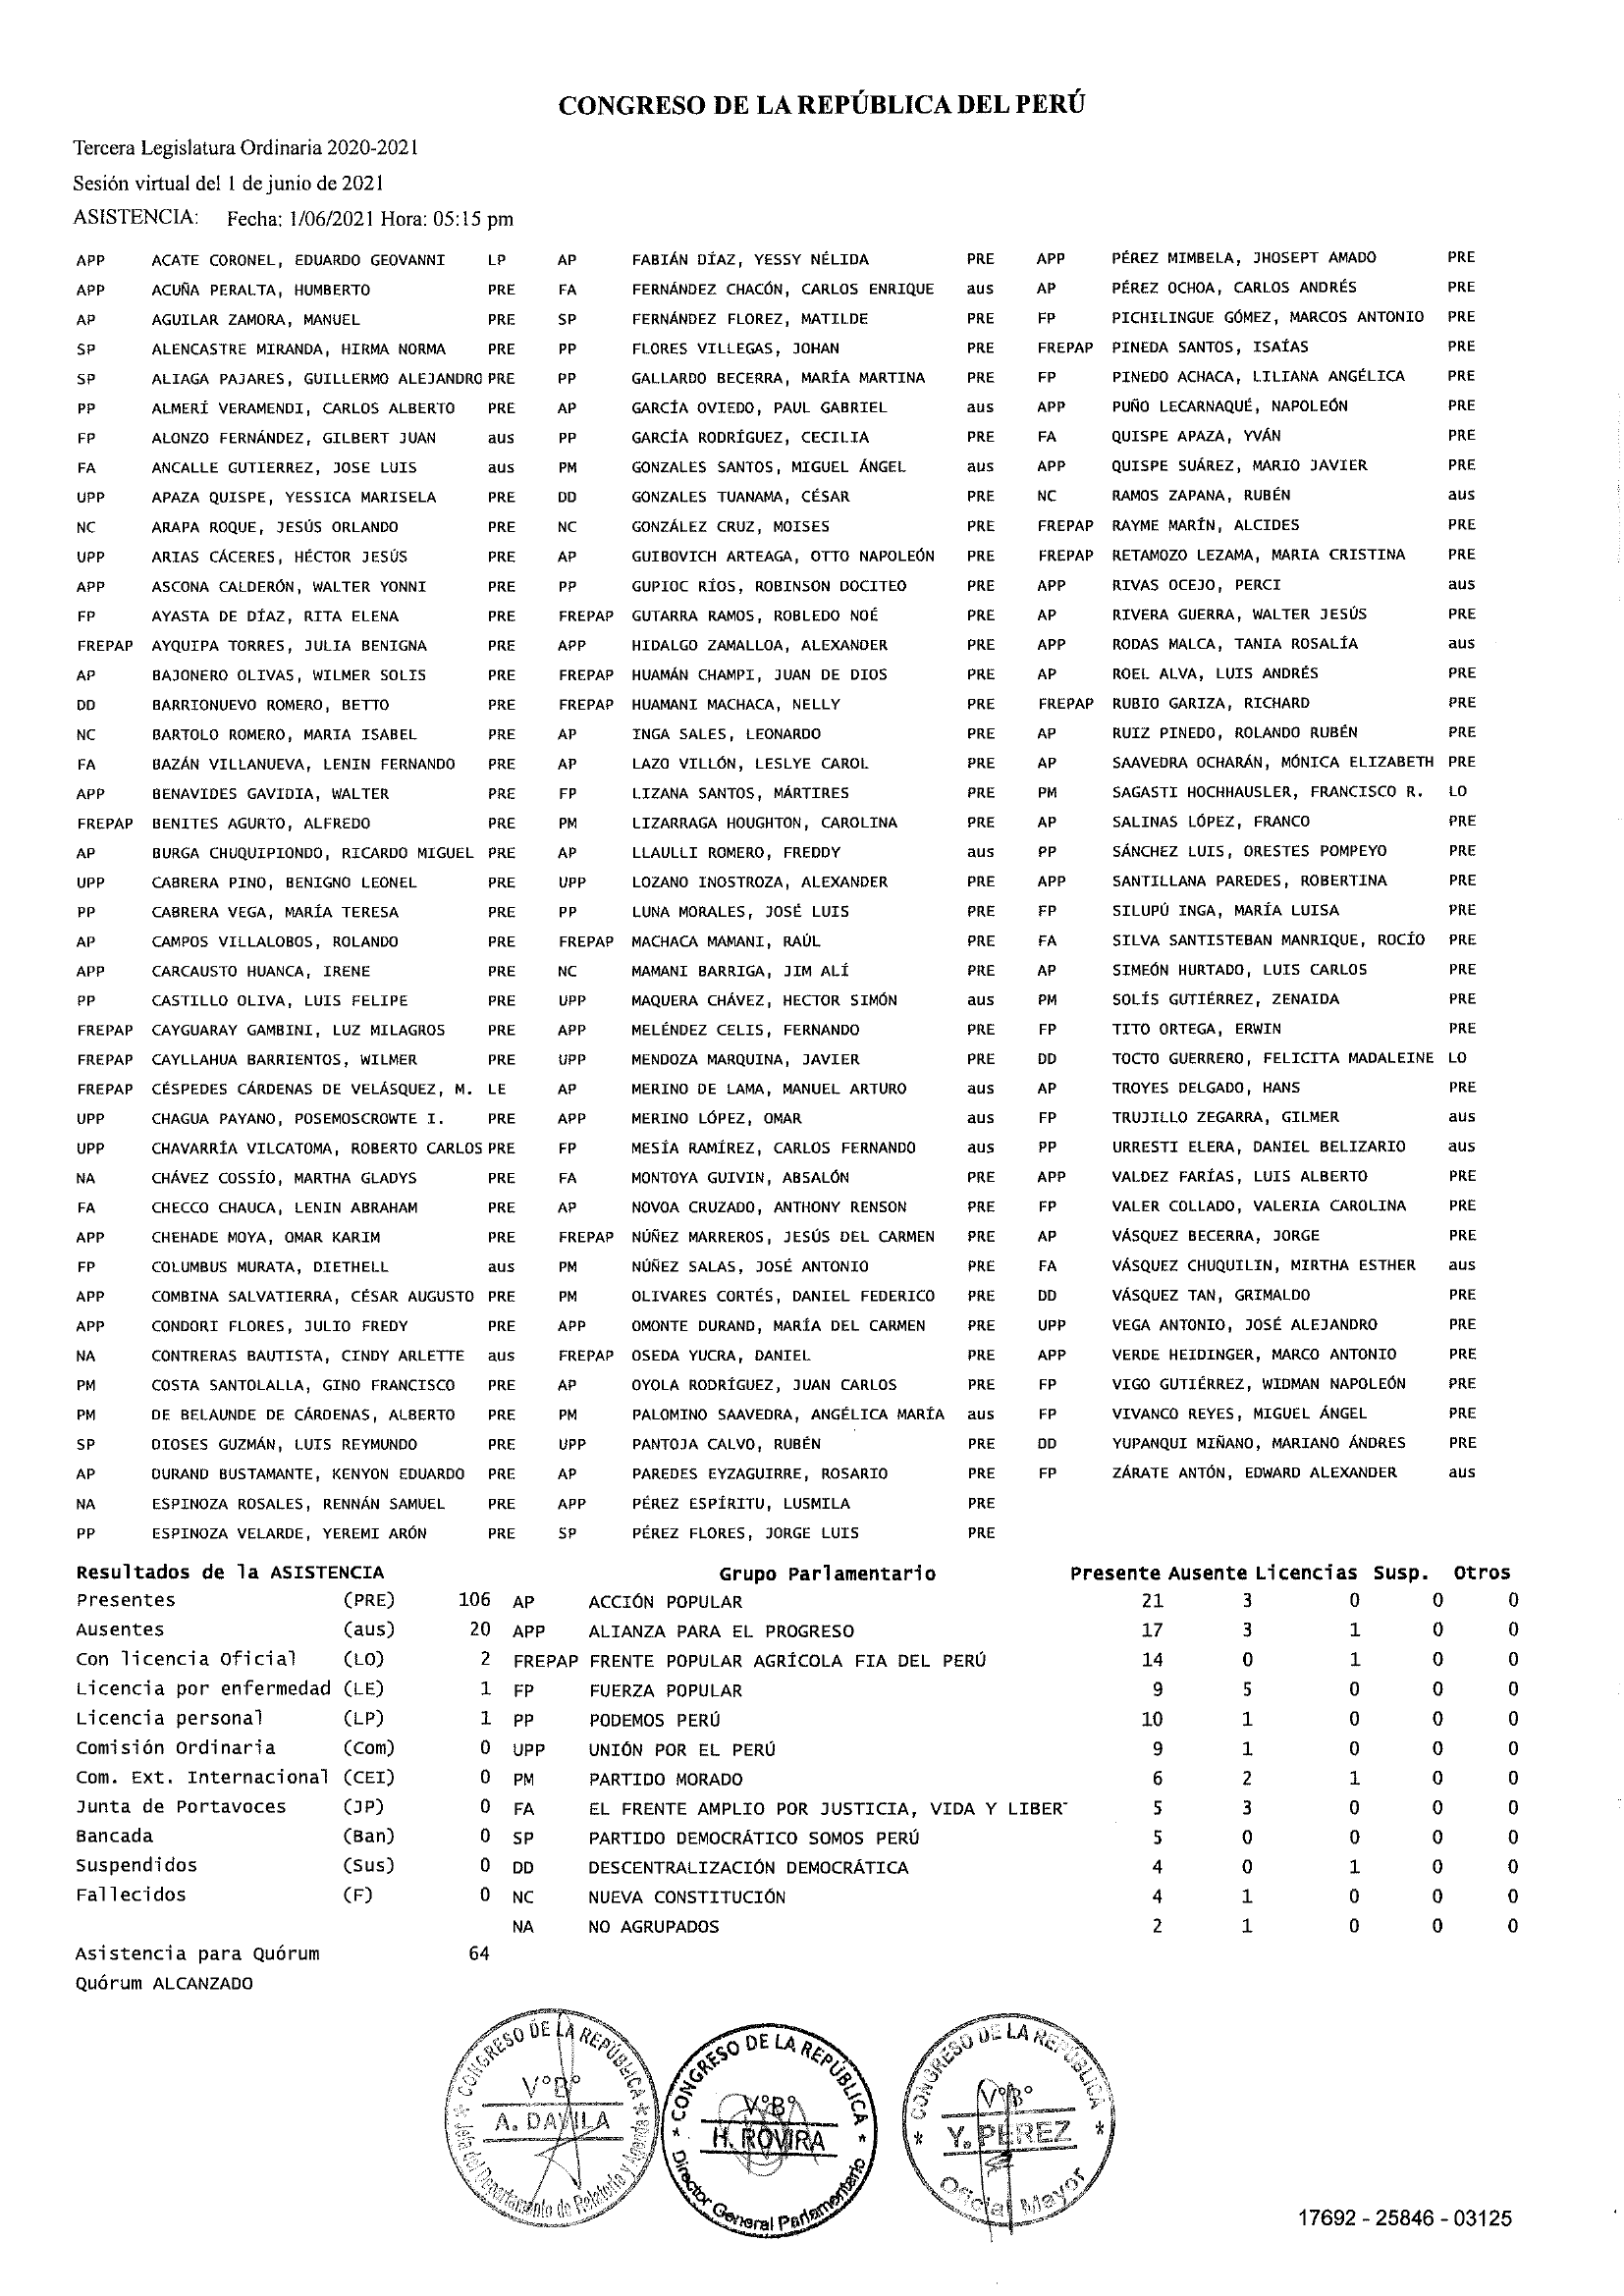 CONGRESO DE LA REPÚBLICA DEL PERÚ
Tercera Legislatura Ordinaria 2020-2021
Sesión virtual del 1 de junio de 2021
ASISTENCIA: Fecha: 1/06/2021 Hora: 05:15 pm
APP ACATE CORONEL, EDUARDO GEOVANNI LP AP FABIÁN DÍAZ, YESSY NÉLIDA PRE APP PÉREZ MIMBELA, JHOSEPT AMADO PRE
APP ACUÑA PERALTA, HUMBERTO PRE FA FERNÁNDEZ CHACÓN, CARLOS ENRIQUE aus AP PÉREZ OCHOA, CARLOS ANDRÉS PRE
AP AGUILAR ZAMORA, MANUEL PRE SP FERNÁNDEZ FLOREZ, MATILDE PRE FP PICHILINGUE GÓMEZ, MARCOS ANTONIO PRE
SP ALENCASTRE MIRANDA, HIRMA NORMA PRE PP FLORES VILLEGAS, JOHAN PRE FREPAP PINEDA SANTOS, ISAÍAS PRE
SP ALIAGA PAJARES, GUILLERMO ALEJANDRO PRE PP GALLARDO BECERRA, MARÍA MARTINA PRE FP PINEDO ACHACA, LILIANA ANGÉLICA PRE
PP ALMERÍ VERAMENDI, CARLOS ALBERTO PRE AP GARCÍA OVIEDO, PAUL GABRIEL aus APP PUÑO LECARNAQUÉ, NAPOLEÓN PRE
FP ALONZO FERNÁNDEZ, GILBERT JUAN aus PP GARCÍA RODRÍGUEZ, CECILIA PRE FA QUISPE APAZA, YVÁN PRE
FA ANCALLE GUTIERREZ, JOSE LUIS aus PM GONZALES SANTOS, MIGUEL ÁNGEL aus APP QUISPE SUÁREZ, MARIO JAVIER PRE
UPP APAZA QUISPE, YESSICA MARISELA PRE DD GONZALES TUANAMA, CÉSAR PRE NC RAMOS ZAPANA, RUBÉN aus
NC ARAPA ROQUE, JESÚS ORLANDO PRE NC GONZÁLEZ CRUZ, MOISES PRE FREPAP RAYME MARÍN, ALCIDES PRE
UPP ARIAS CÁCERES, HÉCTOR JESÚS PRE AP GUIBOVICH ARTEAGA, OTTO NAPOLEÓN PRE FREPAP RETAMOZO LEZAMA, MARIA CRISTINA PRE
APP ASCONA CALDERÓN, WALTER YONNI PRE PP GUPIOC RÍOS, ROBINSON DOCITEO PRE APP RIVAS OCEJO, PERCI aus
FP AYASTA DE DÍAZ, RITA ELENA PRE FREPAP GUTARRA RAMOS, ROBLEDO NOÉ PRE AP RIVERA GUERRA, WALTER JESÚS PRE
FREPAP AYQUIPA TORRES, JULIA BENIGNA PRE APP HIDALGO ZAMALLOA, ALEXANDER PRE APP RODAS MALCA, TANIA ROSALÍA aus
AP BAJONERO OLIVAS, WILMER SOLIS PRE FREPAP HUAMÁN CHAMPI, JUAN DE DIOS PRE AP ROEL ALVA, LUIS ANDRÉS PRE
DD BARRIONUEVO ROMERO, BETTO PRE FREPAP HUAMANI MACHACA, NELLY PRE FREPAP RUBIO GARIZA, RICHARD PRE
NC BARTOLO ROMERO, MARIA ISABEL PRE AP INGA SALES, LEONARDO PRE AP RUIZ PINEDO, ROLANDO RUBÉN PRE
FA BAZÁN VILLANUEVA, LENIN FERNANDO PRE AP LAZO VILLÓN, LESLYE CAROL PRE AP SAAVEDRA OCHARÁN, MÓNICA ELIZABETH PRE
APP BENAVIDES GAVIDIA, WALTER PRE FP LIZANA SANTOS, MÁRTIRES PRE PM SAGASTI HOCHHAUSLER, FRANCISCO R. LO
FREPAP BENITES AGURTO, ALFREDO PRE PM LIZARRAGA HOUGHTON, CAROLINA PRE AP SALINAS LÓPEZ, FRANCO PRE
AP BURGA CHUQUIPIONDO, RICARDO MIGUEL PRE AP LLAULLI ROMERO, FREDDY aus PP SÁNCHEZ LUIS, ORESTES POMPEYO PRE
UPP CABRERA PINO, BENIGNO LEONEL PRE UPP LOZANO INOSTROZA, ALEXANDER PRE APP SANTILLANA PAREDES, ROBERTINA PRE
PP CABRERA VEGA, MARÍA TERESA PRE PP LUNA MORALES, JOSÉ LUIS PRE FP SILUPÚ INGA, MARÍA LUISA PRE
AP CAMPOS VILLALOBOS, ROLANDO PRE FREPAP MACHACA MAMANI, RAÚL PRE FA SILVA SANTISTEBAN MANRIQUE, ROCÍO PRE
APP CARCAUSTO HUANCA, IRENE PRE NC MAMANI BARRIGA, JIM ALÍ PRE AP SIMEÓN HURTADO, LUIS CARLOS PRE
PP CASTILLO OLIVA, LUIS FELIPE PRE UPP MAQUERA CHÁVEZ, HECTOR SIMÓN aus PM SOLÍS GUTIÉRREZ, ZENAIDA PRE
FREPAP CAYGUARAY GAMBINI, LUZ MILAGROS PRE APP MELÉNDEZ CELIS, FERNANDO PRE FP TITO ORTEGA, ERWIN PRE
FREPAP CAYLLAHUA BARRIENTOS, WILMER PRE UPP MENDOZA MARQUINA, JAVIER PRE DD TOCTO GUERRERO, FELICITA MADALEINE LO
FREPAP CÉSPEDES CÁRDENAS DE VELÁSQUEZ, M. LE AP MERINO DE LAMA, MANUEL ARTURO aus AP TROYES DELGADO, HANS PRE
UPP CHAGUA PAYANO, POSEMOSCROWTE I. PRE APP MERINO LÓPEZ, OMAR aus FP TRUJILLO ZEGARRA, GILMER aus
UPP CHAVARRÍA VILCATOMA, ROBERTO CARLOS PRE FP MESÍA RAMÍREZ, CARLOS FERNANDO aus PP URRESTI ELERA, DANIEL BELIZARIO aus
NA CHÁVEZ COSSÍO, MARTHA GLADYS PRE FA MONTOYA GUIVIN, ABSALÓN PRE APP VALDEZ FARÍAS, LUIS ALBERTO PRE
FA CHECCO CHAUCA, LENIN ABRAHAM PRE AP NOVOA CRUZADO, ANTHONY RENSON PRE FP VALER COLLADO, VALERIA CAROLINA PRE
APP CHEHADE MOYA, OMAR KARIM PRE FREPAP NÚÑEZ MARREROS, JESÚS DEL CARMEN PRE AP VÁSQUEZ BECERRA, JORGE PRE
FP COLUMBUS MURATA, DIETHELL aus PM NÚÑEZ SALAS, JOSÉ ANTONIO PRE FA VÁSQUEZ CHUQUILIN, MIRTHA ESTHER aus
APP COMBINA SALVATIERRA, CÉSAR AUGUSTO PRE PM OLIVARES CORTÉS, DANIEL FEDERICO PRE DD VÁSQUEZ TAN, GRIMALDO PRE
APP CONDORI FLORES, JULIO FREDY PRE APP OMONTE DURAND, MARÍA DEL CARMEN PRE UPP VEGA ANTONIO, JOSÉ ALEJANDRO PRE
NA CONTRERAS BAUTISTA, CINDY ARLETTE aus FREPAP OSEDA YUCRA, DANIEL PRE APP VERDE HEIDINGER, MARCO ANTONIO PRE
PM COSTA SANTOLALLA, GINO FRANCISCO PRE AP OYOLA RODRÍGUEZ, JUAN CARLOS PRE FP VIGO GUTIÉRREZ, WIDMAN NAPOLEÓN PRE
PM DE BELAUNDE DE CÁRDENAS, ALBERTO PRE PM PALOMINO SAAVEDRA, ANGÉLICA MARÍA aus FP VIVANCO REYES, MIGUEL ÁNGEL PRE
SP DIOSES GUZMÁN, LUIS REYMUNDO PRE UPP PANTOJA CALVO, RUBÉN PRE DD YUPANQUI MIÑANO, MARIANO ÁNDRES PRE
AP DURAND BUSTAMANTE, KENYON EDUARDO PRE AP PAREDES EYZAGUIRRE, ROSARIO PRE FP ZÁRATE ANTÓN, EDWARD ALEXANDER aus
NA ESPINOZA ROSALES, RENNÁN SAMUEL PRE APP PÉREZ ESPÍRITU, LUSMILA PRE
PP ESPINOZA VELARDE, YEREMI ARÓN PRE SP PÉREZ FLORES, JORGE LUIS PRE
Resultados de la ASISTENCIA Grupo Parlamentario Presente Ausente Licencias Susp. Otros
Presentes (PRE) 106 AP ACCIÓN POPULAR 21 3 0 0 0
Ausentes (aus) 20 APP ALIANZA PARA EL PROGRESO 17 3 1 0 0
Con licencia Oficial (LO) 2 FREPAP FRENTE POPULAR AGRÍCOLA FIA DEL PERÚ 14 0 1 0 0
Licencia por enfermedad (LE) 1 FP FUERZA POPULAR 9 5 0 0 0
Licencia personal (LP) 1 PP PODEMOS PERÚ 10 1 0 0 0
Comisión Ordinaria (Com) 0 UPP UNIÓN POR EL PERÚ 9 1 0 0 0
Com. Ext. Internacional (CEI) 0 PM PARTIDO MORADO 6 2 1 0 0
Junta de Portavoces (JP) 0 FA EL FRENTE AMPLIO POR JUSTICIA, VIDA Y LIBER 5 3 0 0 0
Bancada (Ban) 0 SP PARTIDO DEMOCRÁTICO SOMOS PERÚ 5 0 0 0 0
Suspendidos (Sus) 0 DD DESCENTRALIZACIÓN DEMOCRÁTICA 4 0 1 0 0
Fallecidos (F) 0 NC NUEVA CONSTITUCIÓN 4 1 0 0 0
NA NO AGRUPADOS 2 1 0 0 0
Asistencia para Quórum 64
Quórum ALCANZADO
CONGRESO DE LA REPÚBLICA
V°B°
A. DAVILA
Jefa del Departamento de Relatoría y Agenda
CONGRESO DE LA REPÚBLICA
V°B°
H. ROVIRA
Director General Parlamentario
CONGRESO DE LA REPÚBLICA
V°B°
Y. PEREZ
Oficial Mayor
17692 - 25846 - 03125